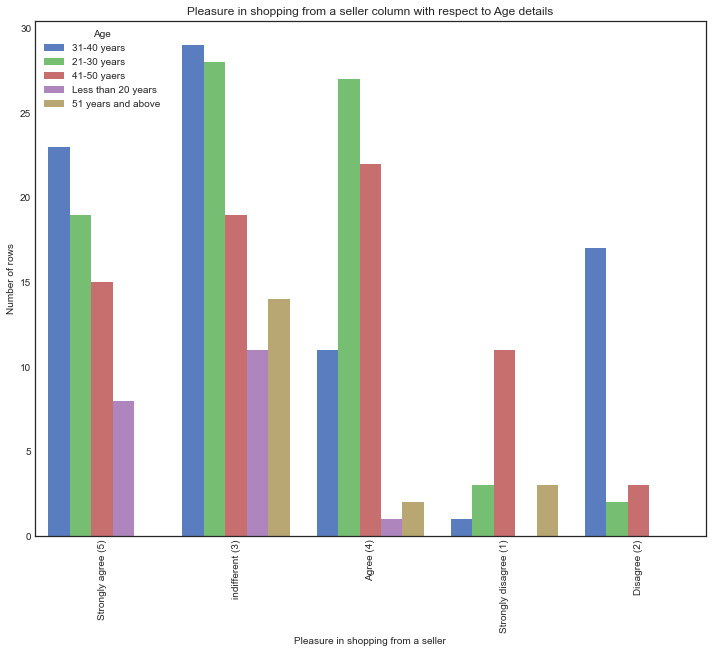 Pleasure in shopping from a seller column with respect to Age details
Age
31-40 years
21-30 years
41-50 yaers
Less than 20 years
51 years and above
Number of rows
30
25
20
15
10
5
0
Strongly agree (5)
indifferent (3)
Agree (4)
Strongly disagree (1)
Disagree (2)
Pleasure in shopping from a seller